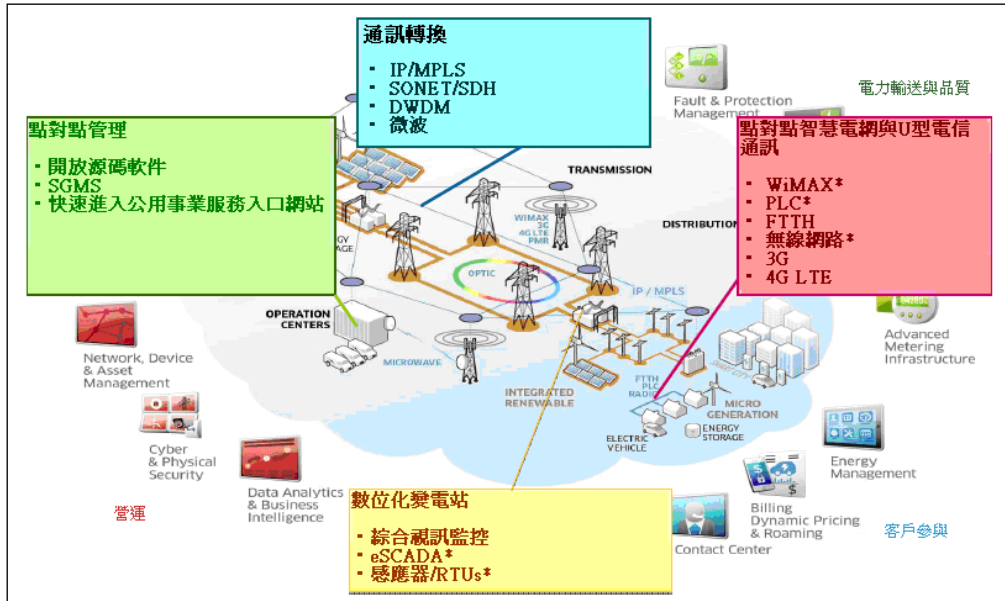 通訊轉換
· IP/MPLS
· SONET/SDH
· DWDM
· 微波
Fault & Protection
Management
電力輸送與品質
點對點管理
· 開放源碼軟件
· SGMS
· 快速進入公用事業服務入口網站
點對點智慧電網與U型電信
通訊
· WiMAX*
· PLC*
· FTTH
· 無線網路*
· 3G
· 4G LTE
TRANSMISSION
WIMAX
3G
4G LTE
PMR
OPTIC
IP / MPLS
OPERATION
CENTERS
MICROWAVE
INTEGRATED
RENEWABLE
FTTH
PLC
RADIO
MICRO
GENERATION
ENERGY
STORAGE
ELECTRIC
VEHICLE
Advanced
Metering
Infrastructure
Network, Device
& Asset
Management
Cyber
& Physical
Security
Data Analytics
& Business
Intelligence
營運
Energy
Management
Billing
Dynamic Pricing
& Roaming
Contact Center
客戶參與
數位化變電站
· 綜合視訊監控
· eSCADA*
· 感應器/RTUs*